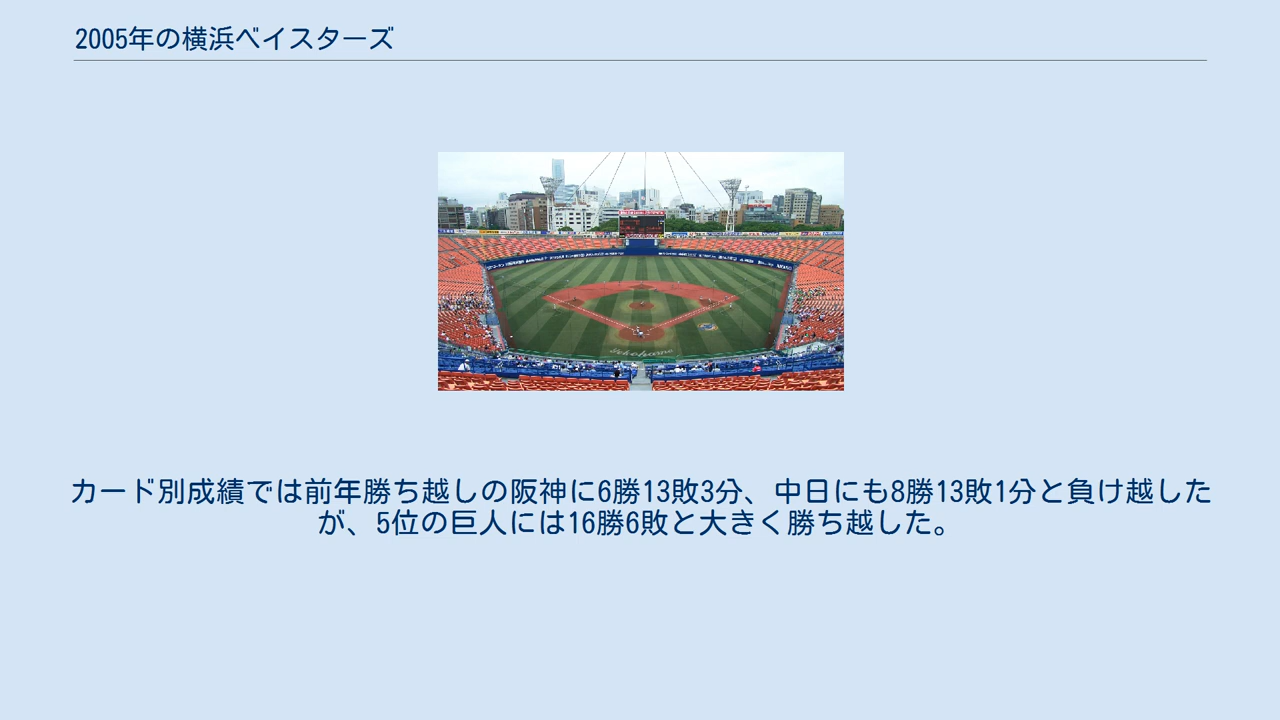 2005年の横浜ベイスターズ
Yokohama
カード別成績では前年勝ち越しの阪神に6勝13敗3分、中日にも8勝13敗1分と負け越した
が、5位の巨人には16勝6敗と大きく勝ち越した。